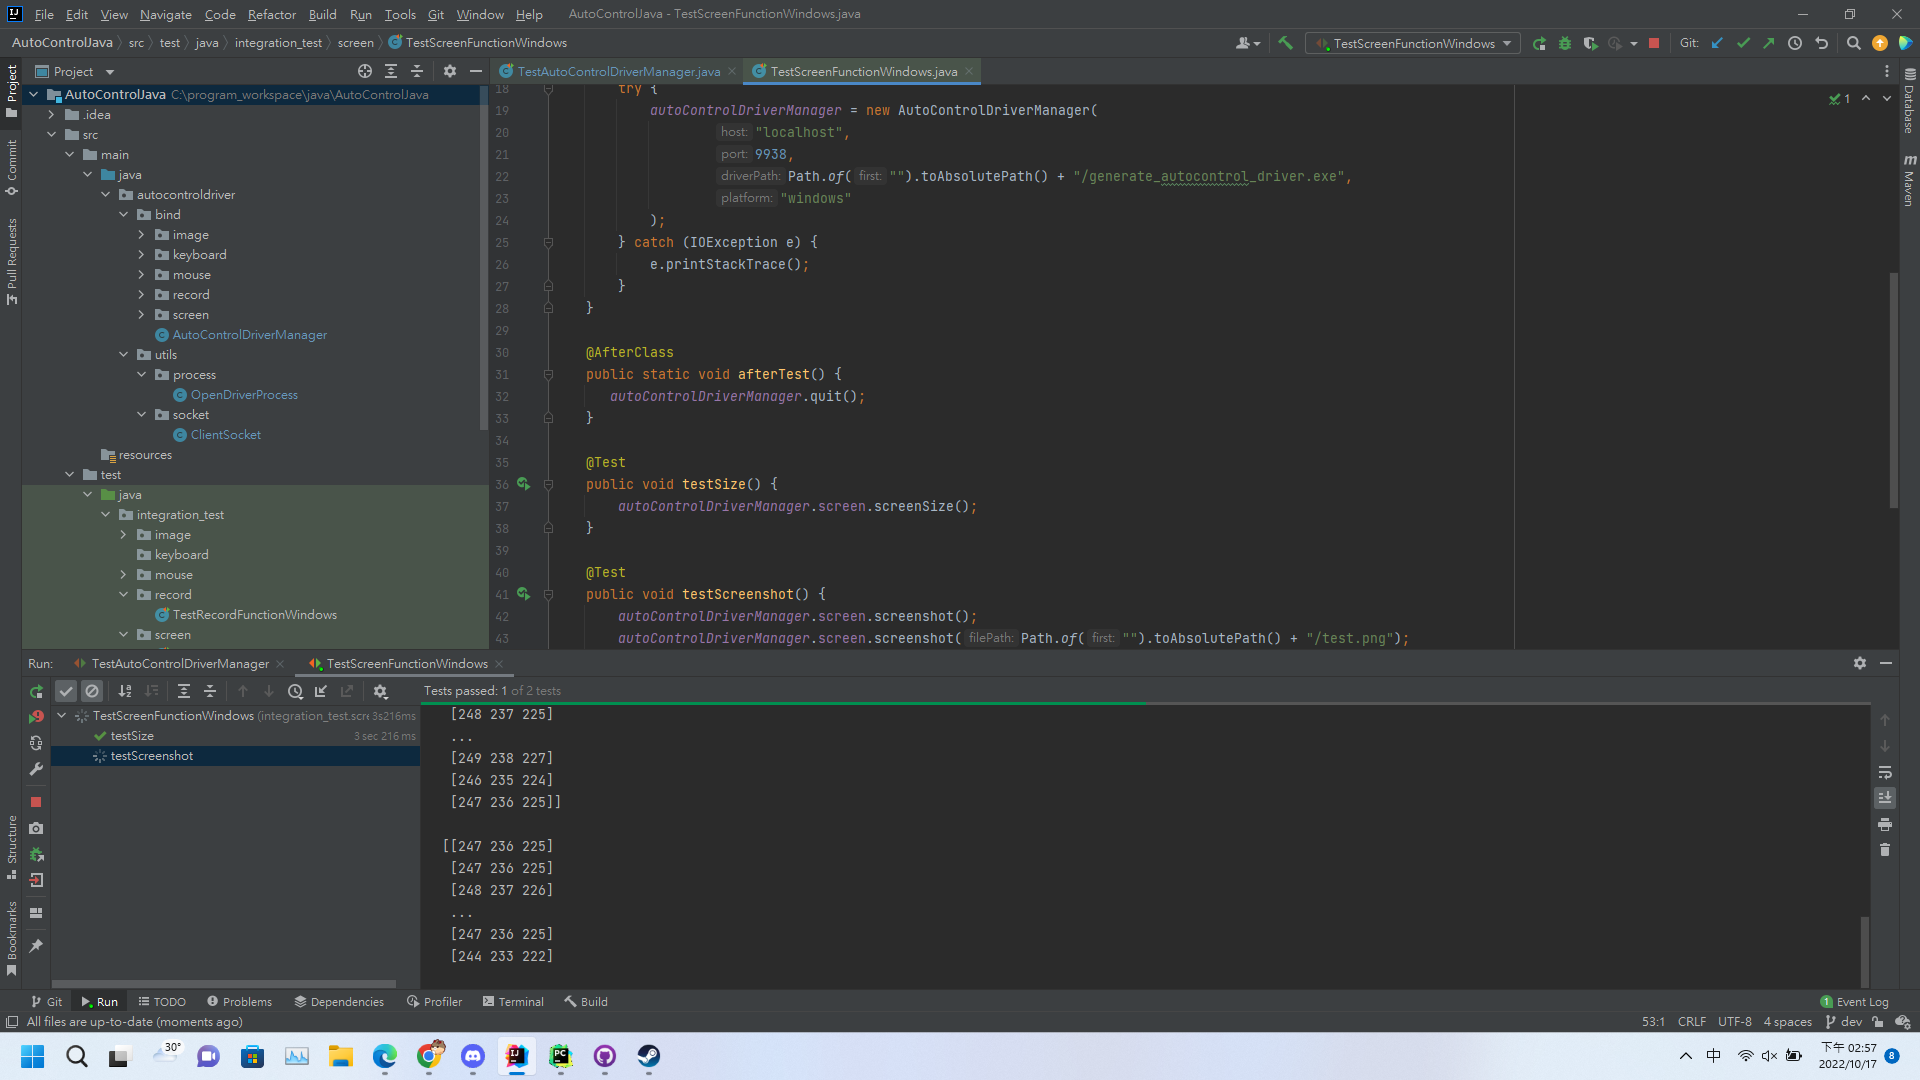 File Edit View Navigate Code Refactor Build Run Tools Git Window Help AutoControlJava - TestScreenFunctionWindows.java
AutoControlJava src test java integration_test screen TestScreenFunctionWindows
TestScreenFunctionWindows Git:
Project
TestAutoControlDriverManager.java TestScreenFunctionWindows.java
AutoControlJava C:\program_workspace\java\AutoControlJava
.idea
src
main
java
autocontroldriver
bind
image
keyboard
mouse
record
screen
AutoControlDriverManager
utils
process
OpenDriverProcess
socket
ClientSocket
resources
test
java
integration_test
image
keyboard
mouse
record
TestRecordFunctionWindows
screen
Project
Commit
Pull Requests
Structure
Bookmarks
18 try {
19 autoControlDriverManager = new AutoControlDriverManager(
20 host: "localhost",
21 port: 9938,
22 driverPath: Path.of( first: "").toAbsolutePath() + "/generate_autocontrol_driver.exe",
23 platform: "windows"
24 );
25 } catch (IOException e) {
26 e.printStackTrace();
27 }
28 }
29
30 @AfterClass
31 public static void afterTest() {
32 autoControlDriverManager.quit();
33 }
34
35 @Test
36 public void testSize() {
37 autoControlDriverManager.screen.screenSize();
38 }
39
40 @Test
41 public void testScreenshot() {
42 autoControlDriverManager.screen.screenshot();
43 autoControlDriverManager.screen.screenshot( filePath: Path.of( first: "").toAbsolutePath() + "/test.png");
1
Database
Maven
Run: TestAutoControlDriverManager TestScreenFunctionWindows
Tests passed: 1 of 2 tests
TestScreenFunctionWindows (integration_test.scre 3s216ms
testSize 3 sec 216 ms
testScreenshot
[248 237 225]
...
[249 238 227]
[246 235 224]
[247 236 225]]
[[247 236 225]
[247 236 225]
[248 237 226]
...
[247 236 225]
[244 233 222]
Git Run TODO Problems Dependencies Profiler Terminal Build 1 Event Log
All files are up-to-date (moments ago) 53:1 CRLF UTF-8 4 spaces dev
30° 中 下午 02:57
2022/10/17 8